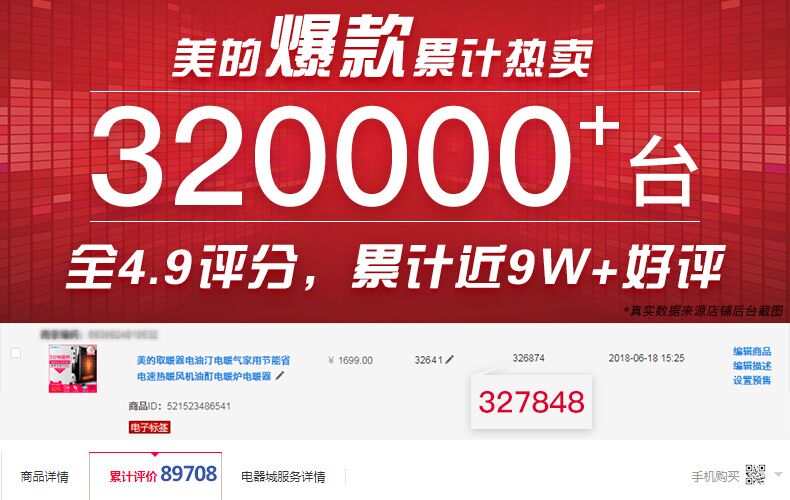 美的爆款累计热卖
320000+台
全4.9评分，累计近9W+好评
*真实数据来源店铺后台截图
美的取暖器电油汀电暖气家用节能省
电速热暖风机油酊电暖炉电暖器
¥ 1699.00
32641
326874
2018-06-18 15:25
编辑商品
编辑描述
设置预售
327848
商品ID：521523486541
电子标签
商品详情
累计评价 89708
电器城服务详情
手机购买